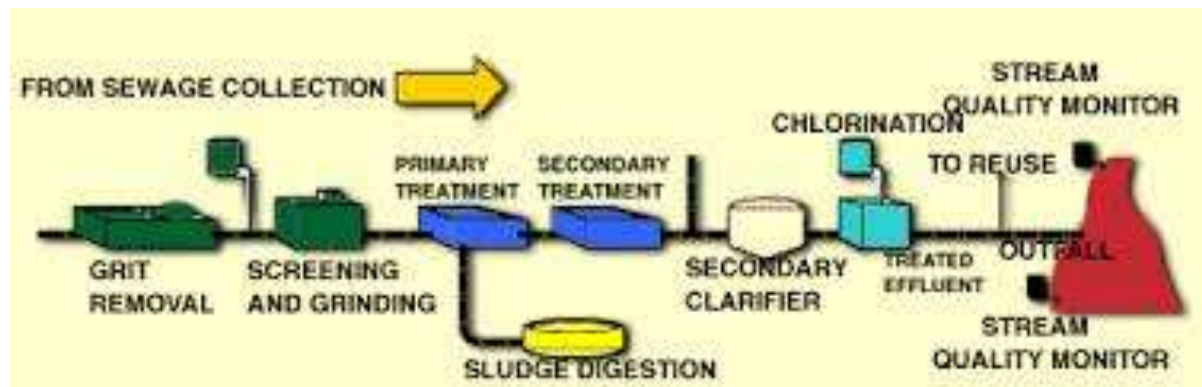 FROM SEWAGE COLLECTION
STREAM
QUALITY MONITOR
CHLORINATION
PRIMARY
TREATMENT
SECONDARY
TREATMENT
TO REUSE
GRIT
REMOVAL
SCREENING
AND GRINDING
SECONDARY
CLARIFIER
TREATED
EFFLUENT
OUTFALL
SLUDGE DIGESTION
STREAM
QUALITY MONITOR